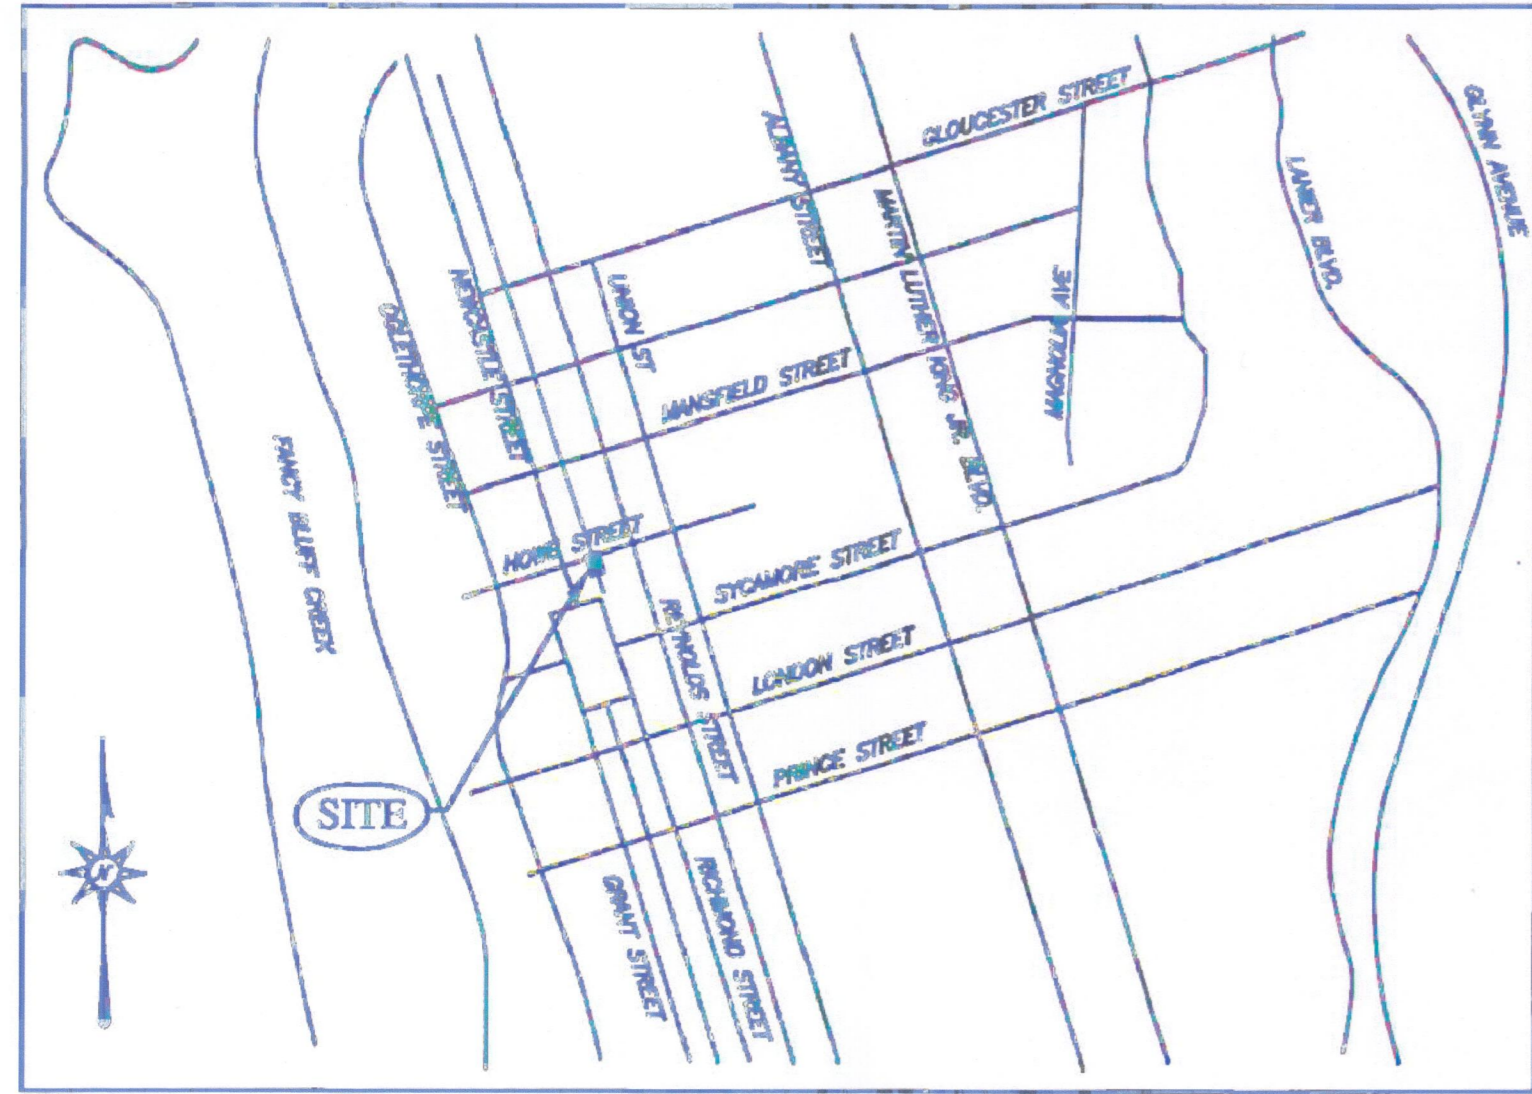 GLOUCESTER STREET
GLYNN AVENUE
ALBANY STREET
LANIER BLVD.
MARTIN LUTHER KING JR. BLVD.
UNION ST
NEWCASTLE STREET
MAGNOLIA AVE
OGLETHORPE STREET
MANSFIELD STREET
FANCY BLUFF CREEK
HOWE STREET
SYCAMORE STREET
REYNOLDS STREET
LONDON STREET
PRINCE STREET
SITE
N
RICHMOND STREET
GRANT STREET